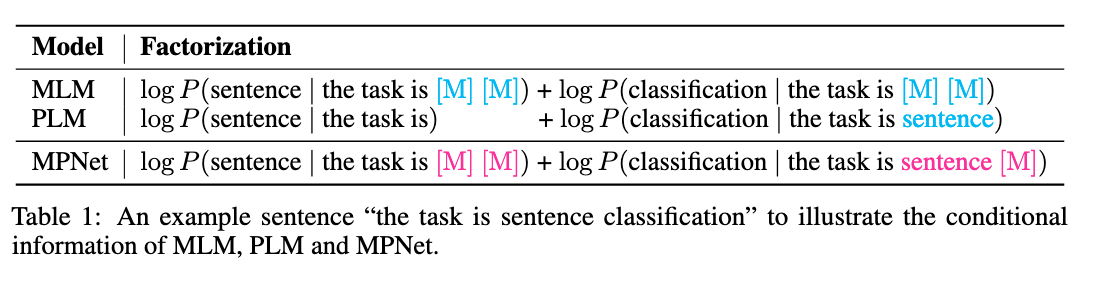 Model | Factorization
MLM | log P(sentence | the task is [M] [M]) + log P(classification | the task is [M] [M])
PLM | log P(sentence | the task is) + log P(classification | the task is sentence)
MPNet | log P(sentence | the task is [M] [M]) + log P(classification | the task is sentence [M])
Table 1: An example sentence “the task is sentence classification” to illustrate the conditional
information of MLM, PLM and MPNet.